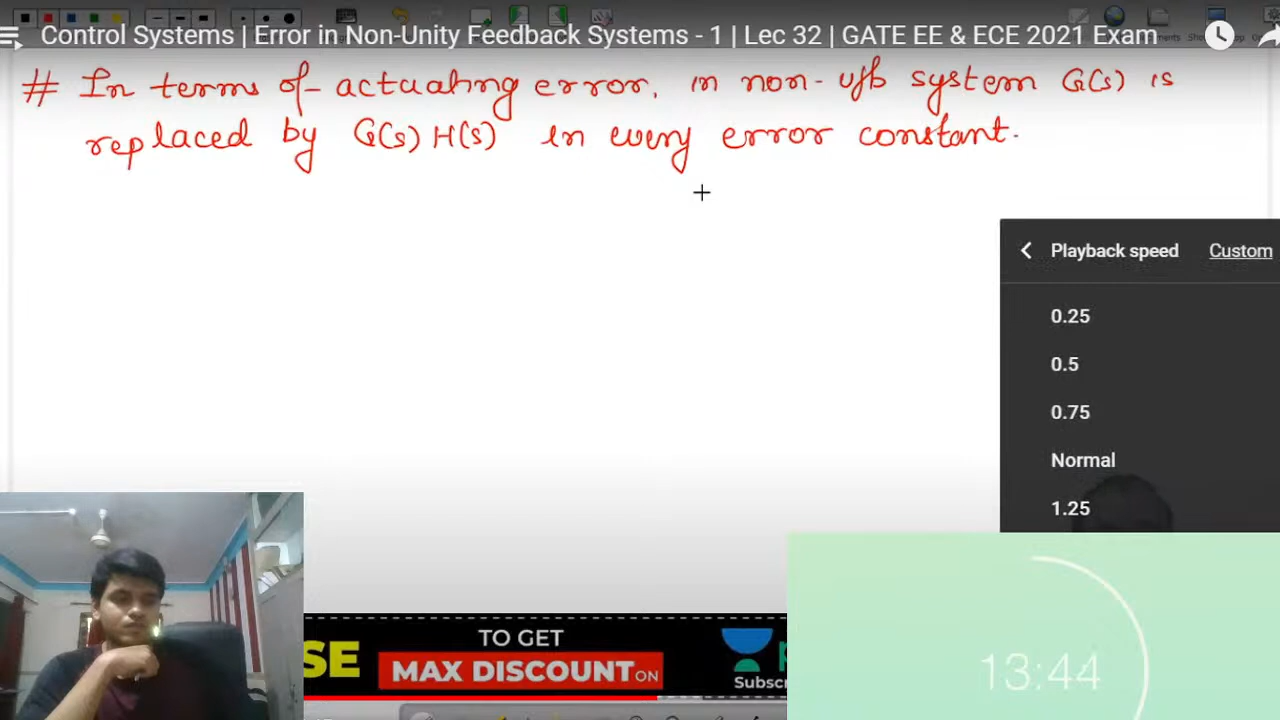 Control Systems | Error in Non-Unity Feedback Systems - 1 | Lec 32 | GATE EE & ECE 2021 Exam
# In terms of actuating error, in non-ufb system G(s) is
replaced by G(s) H(s) in every error constant.
Playback speed Custom
0.25
0.5
0.75
Normal
1.25
SE
TO GET
MAX DISCOUNT ON
Subsc
13:44